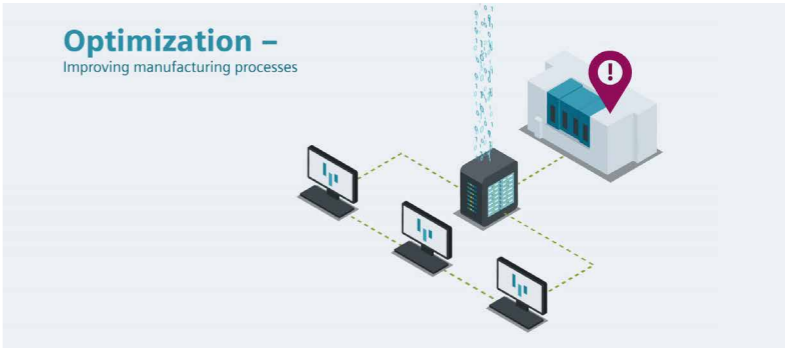 Optimization –
Improving manufacturing processes